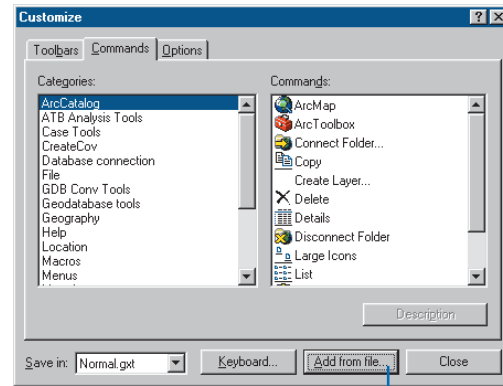 Customize
Toolbars Commands Options
Categories: Commands:
ArcCatalog
ATB Analysis Tools
Case Tools
CreateCov
Database connection
File
GDB Conv Tools
Geodatabase tools
Geography
Help
Location
Macros
Menus
ArcMap
ArcToolbox
Connect Folder...
Copy
Create Layer...
Delete
Details
Disconnect Folder
Large Icons
List
Description
Save in: Normal.gxt Keyboard... Add from file... Close